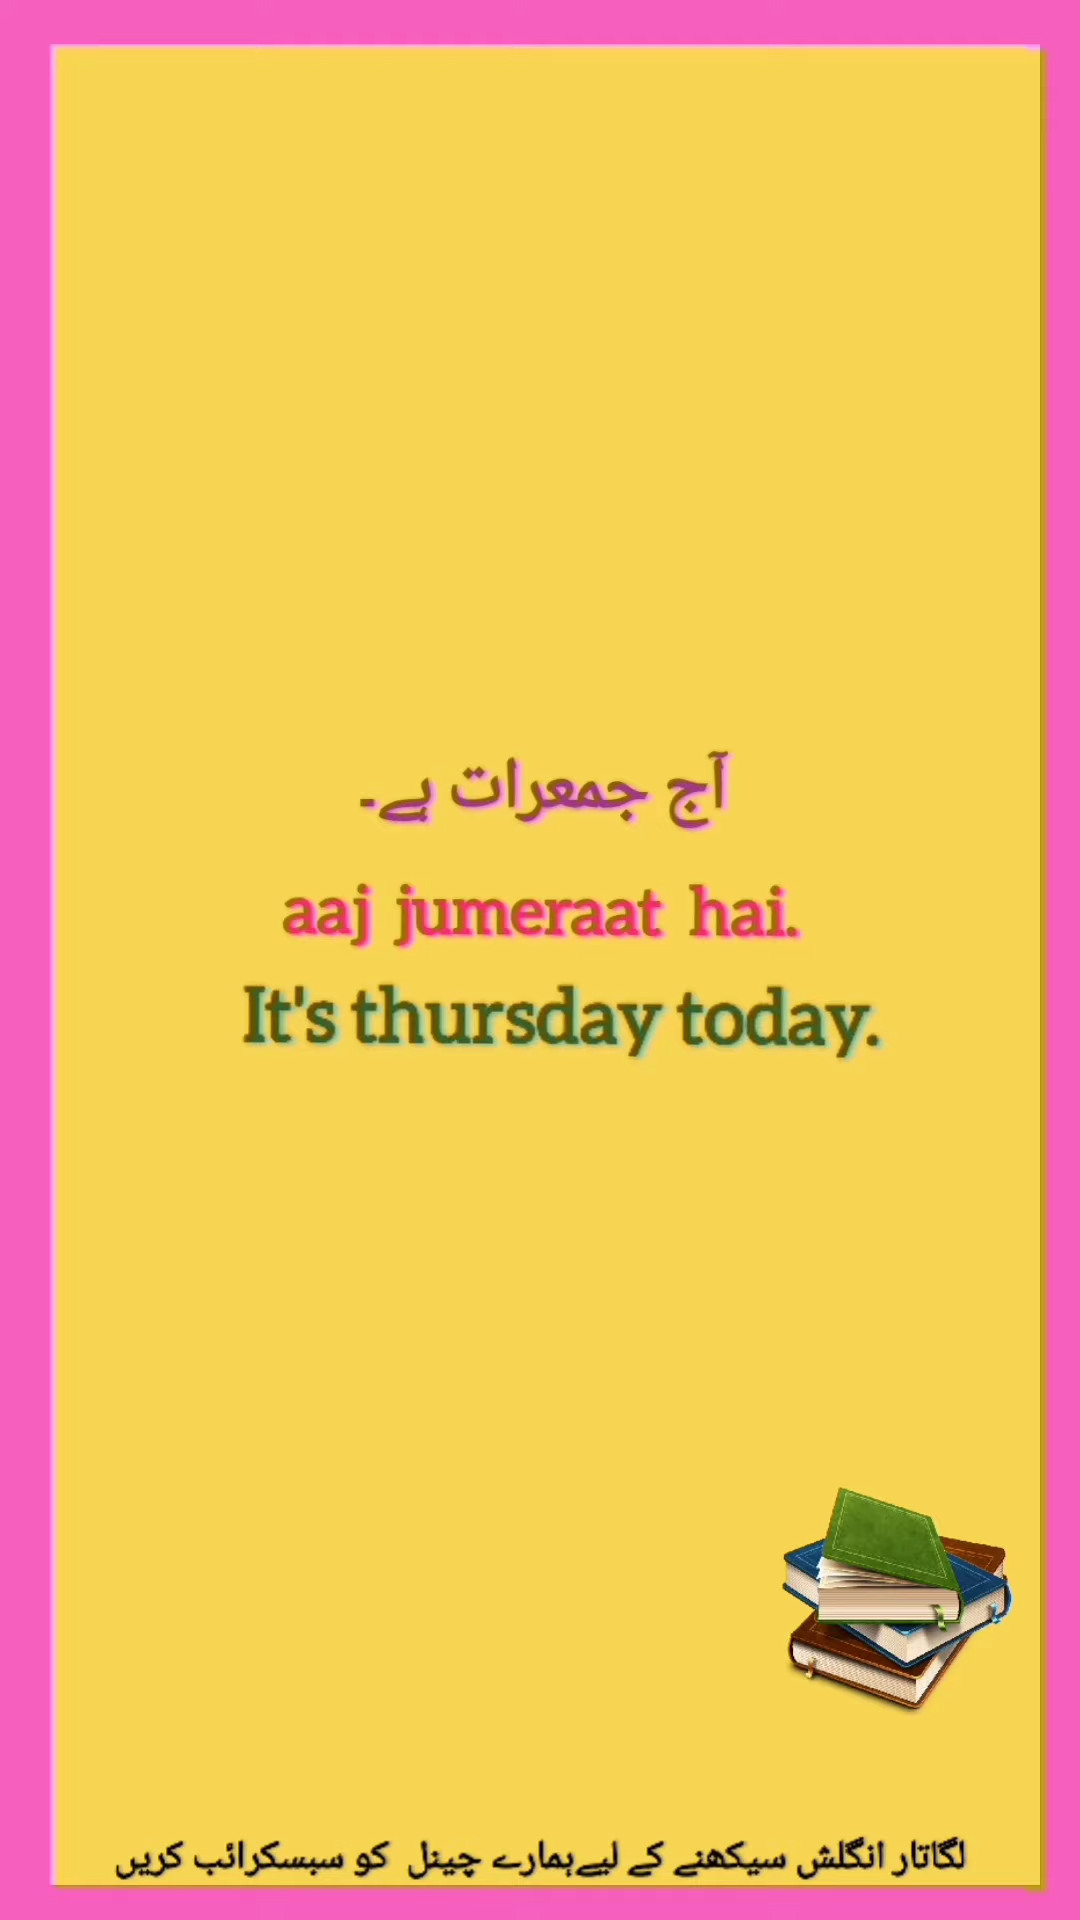 آج جمعرات ہے۔
aaj jumeraat hai.
It's thursday today.
لگاتار انگلش سیکھنے کے لیےہمارے چینل کو سبسکرائب کریں